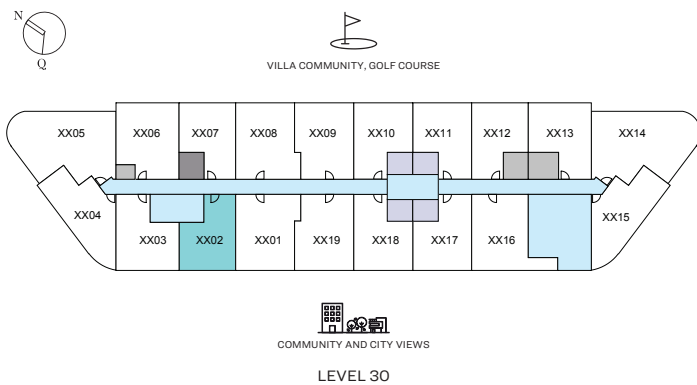 N
Q
VILLA COMMUNITY, GOLF COURSE
XX05 XX06 XX07 XX08 XX09 XX10 XX11 XX12 XX13 XX14
XX04 XX03 XX02 XX01 XX19 XX18 XX17 XX16 XX15
COMMUNITY AND CITY VIEWS
LEVEL 30